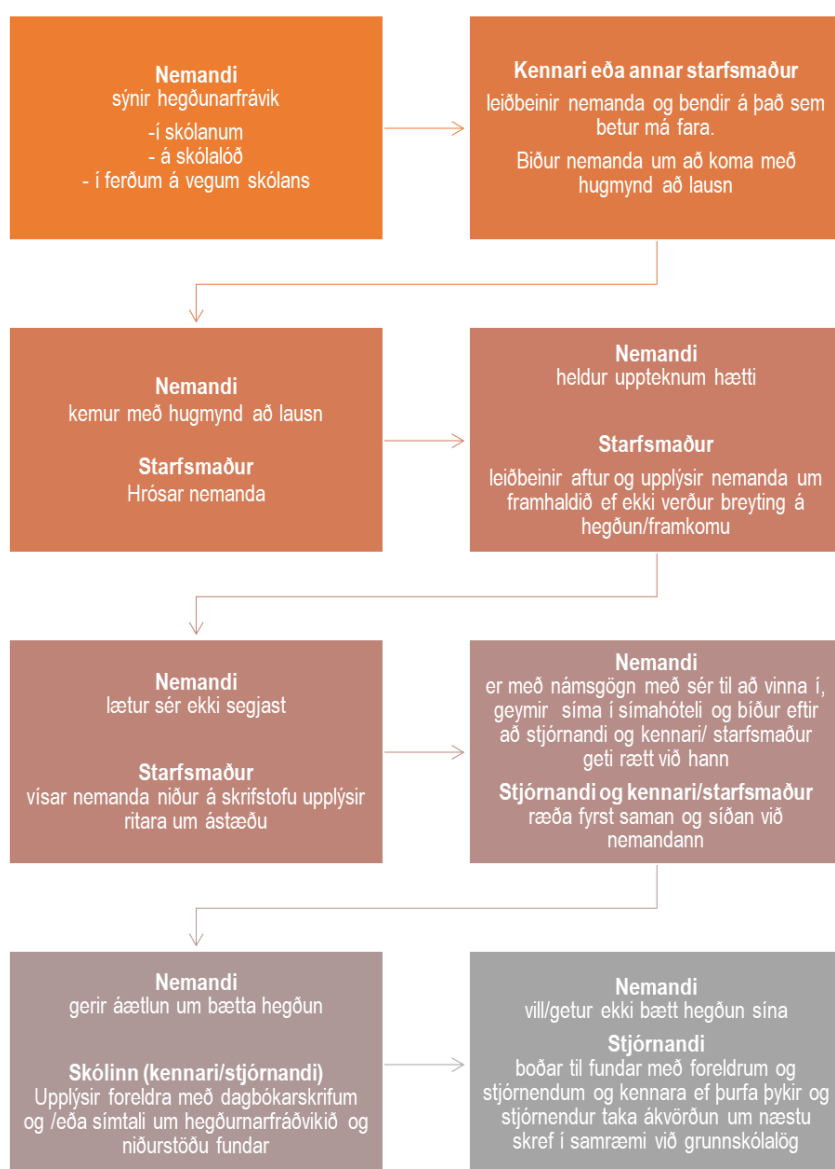 Nemandi
sýnir hegðunarfrávik
-í skólanum
- á skólalóð
- í ferðum á vegum skólans
Kennari eða annar starfsmaður
leiðbeinir nemanda og bendir á það sem
betur má fara.
Biður nemanda um að koma með
hugmynd að lausn
Nemandi
kemur með hugmynd að lausn
Starfsmaður
Hrósar nemanda
Nemandi
heldur uppteknum hætti
Starfsmaður
leiðbeinir aftur og upplýsir nemanda um
framhaldið ef ekki verður breyting á
hegðun/framkomu
Nemandi
lætur sér ekki segjast
Starfsmaður
vísar nemanda niður á skrifstofu upplýsir
ritara um ástæðu
Nemandi
er með námsgögn með sér til að vinna í,
geymir síma í símahóteli og bíður eftir
að stjórnandi og kennari/ starfsmaður
geti rætt við hann
Stjórnandi og kennari/starfsmaður
ræða fyrst saman og síðan við
nemandann
Nemandi
gerir áætlun um bætta hegðun
Skólinn (kennari/stjórnandi)
Upplýsir foreldra með dagbókarskrifum
og /eða símtali um hegðurnarfráðvikið og
niðurstöðu fundar
Nemandi
vill/getur ekki bætt hegðun sína
Stjórnandi
boðar til fundar með foreldrum og
stjórnendum og kennara ef þurfa þykir og
stjórnendur taka ákvörðun um næstu
skref í samræmi við grunnskólalög